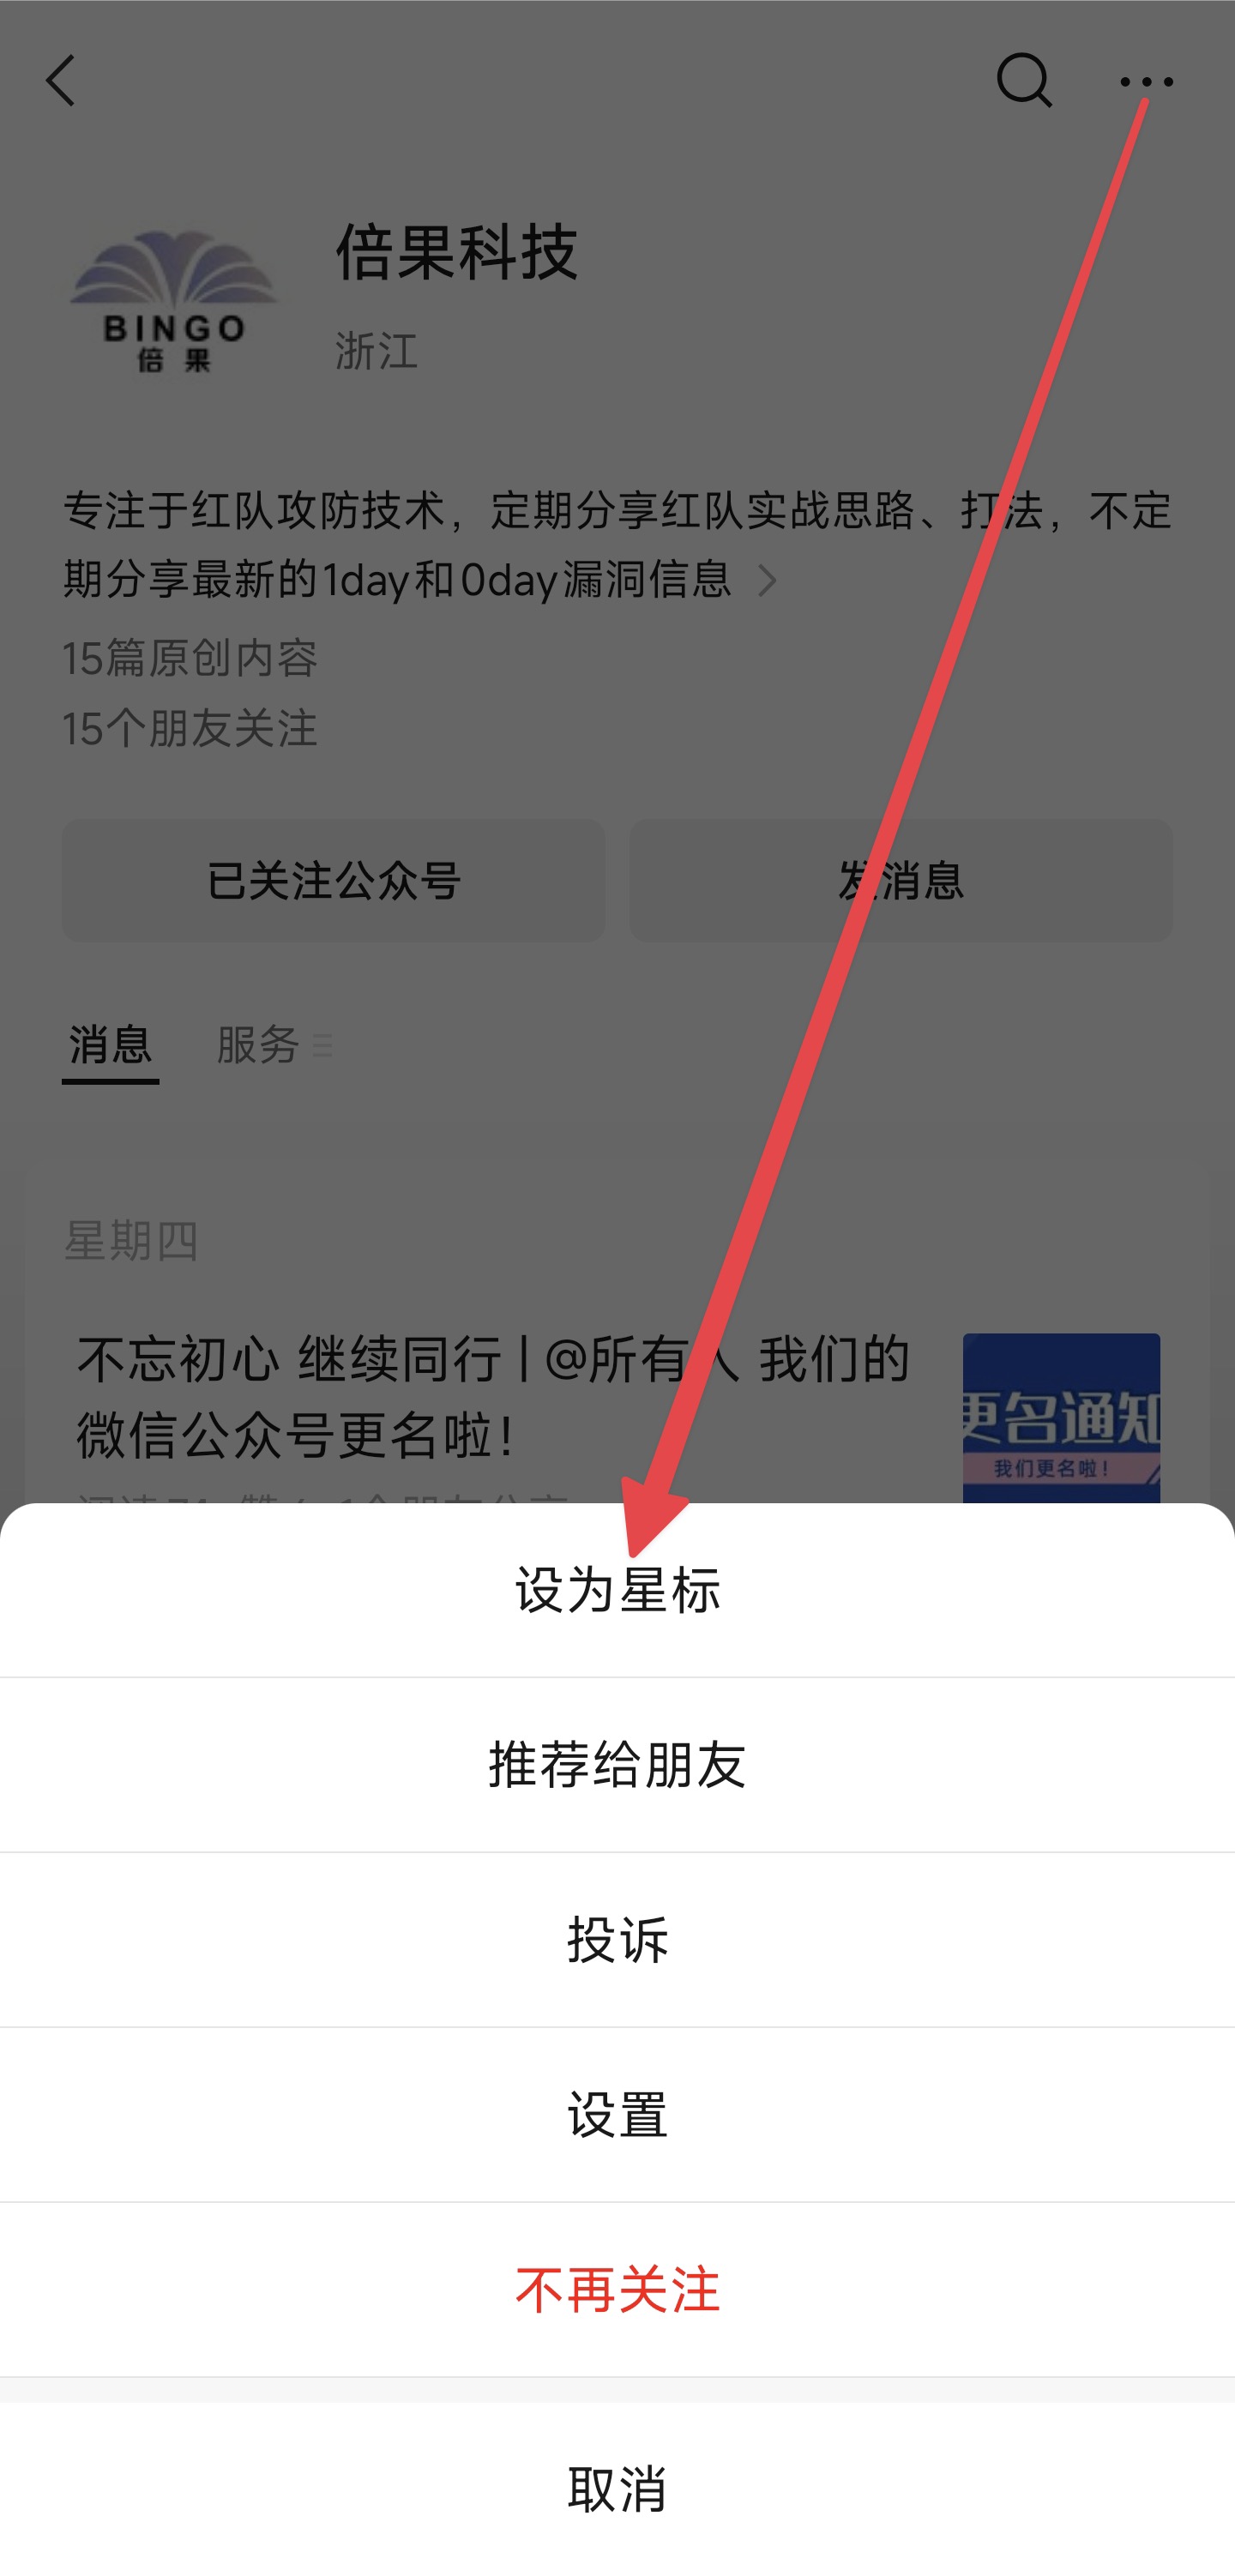 BINGO
倍 果
倍果科技
浙江
专注于红队攻防技术，定期分享红队实战思路、打法，不定
期分享最新的1day和0day漏洞信息
15篇原创内容
15个朋友关注
已关注公众号
发消息
消息
服务
星期四
不忘初心 继续同行 | @所有人 我们的
微信公众号更名啦！
更名通知
我们更名啦！
设为星标
推荐给朋友
投诉
设置
不再关注
取消